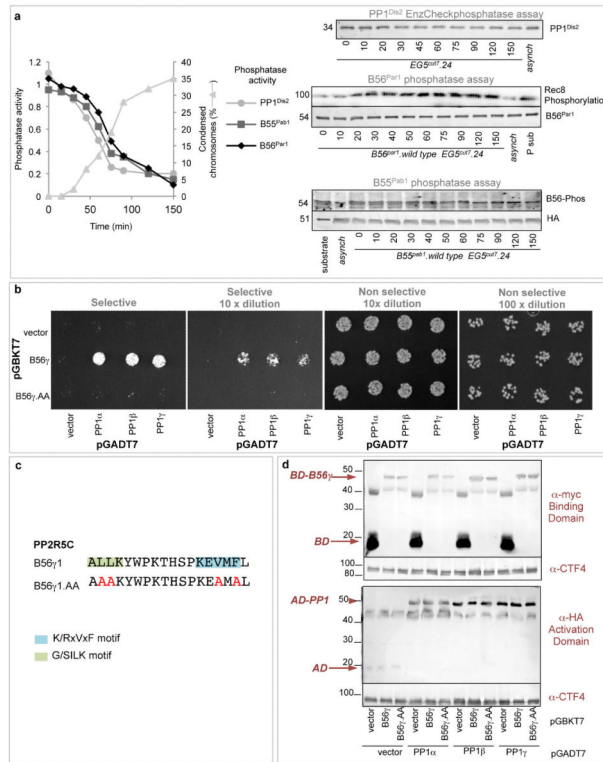 a
Phosphatase activity
1.2
1
0.8
0.6
0.4
0.2
0
0 50 100 150
Time (min)
40
35
30
25
20
15
10
5
0
Condensed
chromosomes (%
Phosphatase
activity
PP1Dis2
B55Pab1
B56Par1
PP1Dis2 EnzCheckphosphatase assay
34
PP1Dis2
0 10 20 30 45 60 75 90 120 150 asynch
EG5cut7.24
B56Par1 phosphatase assay
100
Rec8
Phosphorylation
54
B56Par1
0 10 20 30 40 50 60 75 90 120 150 asynch P sub
B56par1.wild type EG5cut7.24
B55Pab1 phosphatase assay
54
B56-Phos
51
HA
substrate asynch 0 10 20 30 40 50 60 75 90 120 150
B55pab1.wild type EG5cut7.24
b
Selective
Selective
10 x dilution
Non selective
10x dilution
Non selective
100x dilution
pGBKT7
vector
B56γ
B56γ.AA
vector PP1α PP1β PP1γ vector PP1α PP1β PP1γ vector PP1α PP1β PP1γ vector PP1α PP1β PP1γ
pGADT7 pGADT7 pGADT7 pGADT7
c
PP2R5C
B56γ1 ALLKYWPKTHSPKEVMFL
B56γ1.AA AAAKYWPKTHSPKEAMAL
K/RxVxF motif
G/SILK motif
d
BD-B56γ
50
40
30
20
BD
α-myc
Binding
Domain
100
80
α-CTF4
AD-PP1
50
40
30
20
AD
α-HA
Activation
Domain
100
α-CTF4
vector B56γ B56γ.AA vector B56γ B56γ.AA vector B56γ B56γ.AA vector B56γ B56γ.AA
pGBKT7
vector PP1α PP1β PP1γ
pGADT7